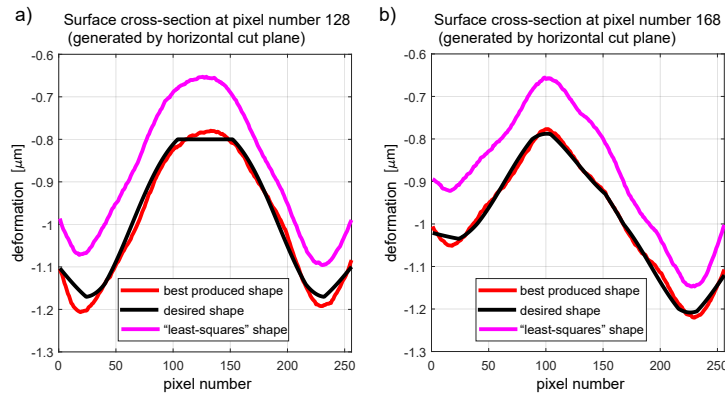 a)
Surface cross-section at pixel number 128
(generated by horizontal cut plane)
-0.6
-0.7
-0.8
-0.9
-1
-1.1
-1.2
-1.3
0
50
100
150
200
250
deformation [μm]
pixel number
best produced shape
desired shape
"least-squares" shape
b)
Surface cross-section at pixel number 168
(generated by horizontal cut plane)
-0.6
-0.7
-0.8
-0.9
-1
-1.1
-1.2
-1.3
0
50
100
150
200
250
deformation [μm]
pixel number
best produced shape
desired shape
"least-squares" shape